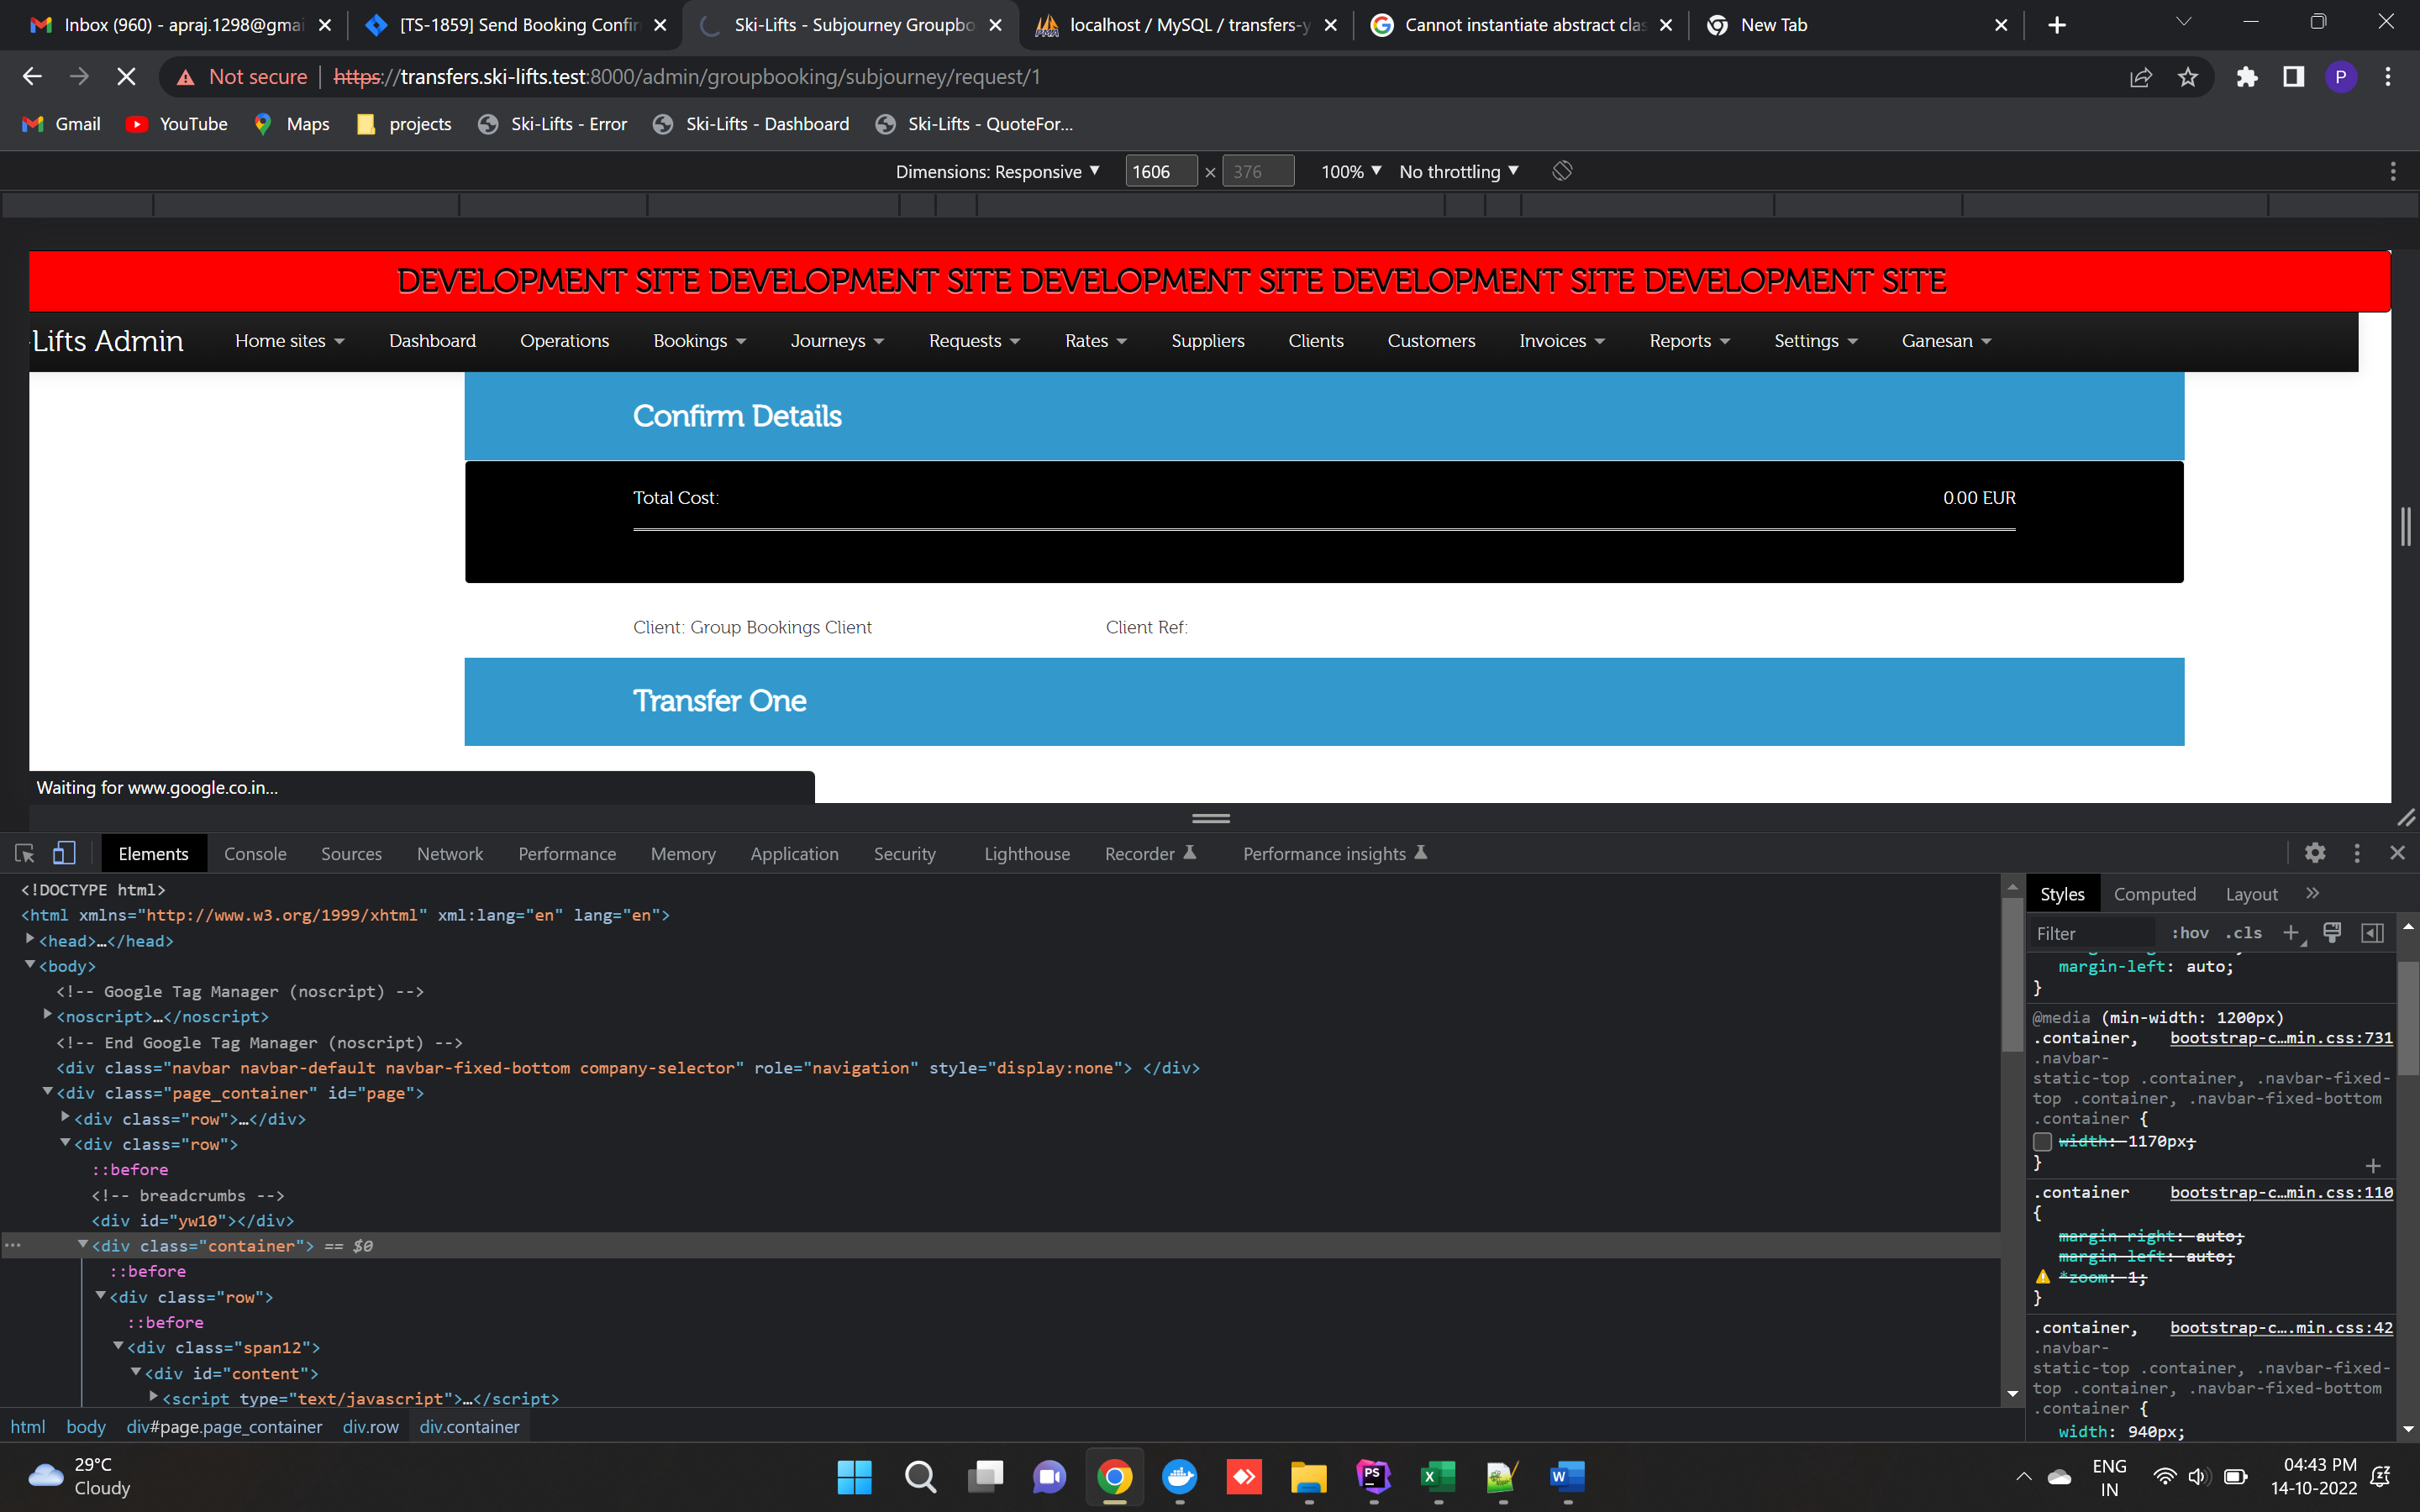 Inbox (960) - apraj.1298@gmai
[TS-1859] Send Booking Confir
Ski-Lifts - Subjourney Groupbo
localhost / MySQL / transfers-y
Cannot instantiate abstract clas
New Tab
Not secure
https://transfers.ski-lifts.test:8000/admin/groupbooking/subjourney/request/1
P
Gmail
YouTube
Maps
projects
Ski-Lifts - Error
Ski-Lifts - Dashboard
Ski-Lifts - QuoteFor...
Dimensions: Responsive
1606 × 376
100%
No throttling
DEVELOPMENT SITE DEVELOPMENT SITE DEVELOPMENT SITE DEVELOPMENT SITE DEVELOPMENT SITE
-Lifts Admin
Home sites
Dashboard
Operations
Bookings
Journeys
Requests
Rates
Suppliers
Clients
Customers
Invoices
Reports
Settings
Ganesan
Confirm Details
Total Cost: 0.00 EUR
Client: Group Bookings Client
Client Ref:
Transfer One
Waiting for www.google.co.in...
Elements
Console
Sources
Network
Performance
Memory
Application
Security
Lighthouse
Recorder
Performance insights
<!DOCTYPE html>
<html xmlns="http://www.w3.org/1999/xhtml" xml:lang="en" lang="en">
<head>…</head>
<body>
<!-- Google Tag Manager (noscript) -->
<noscript>…</noscript>
<!-- End Google Tag Manager (noscript) -->
<div class="navbar navbar-default navbar-fixed-bottom company-selector" role="navigation" style="display:none"> </div>
<div class="page_container" id="page">
<div class="row">…</div>
<div class="row">
::before
<!-- breadcrumbs -->
<div id="yw10"></div>
<div class="container"> == $0
::before
<div class="row">
::before
<div class="span12">
<div id="content">
<script type="text/javascript">…</script>
html
body
div#page.page_container
div.row
div.container
Styles
Computed
Layout
Filter
:hov
.cls
margin-left: auto;
}
@media (min-width: 1200px)
.container, bootstrap-c…min.css:731
.navbar-
static-top .container, .navbar-fixed-
top .container, .navbar-fixed-bottom
.container {
width: 1170px;
}
.container bootstrap-c…min.css:110
{
margin-right: auto;
margin-left: auto;
*zoom: 1;
}
.container, bootstrap-c….min.css:42
.navbar-
static-top .container, .navbar-fixed-
top .container, .navbar-fixed-bottom
.container {
width: 940px;
29°C
Cloudy
PS
X
W
ENG
IN
04:43 PM
14-10-2022